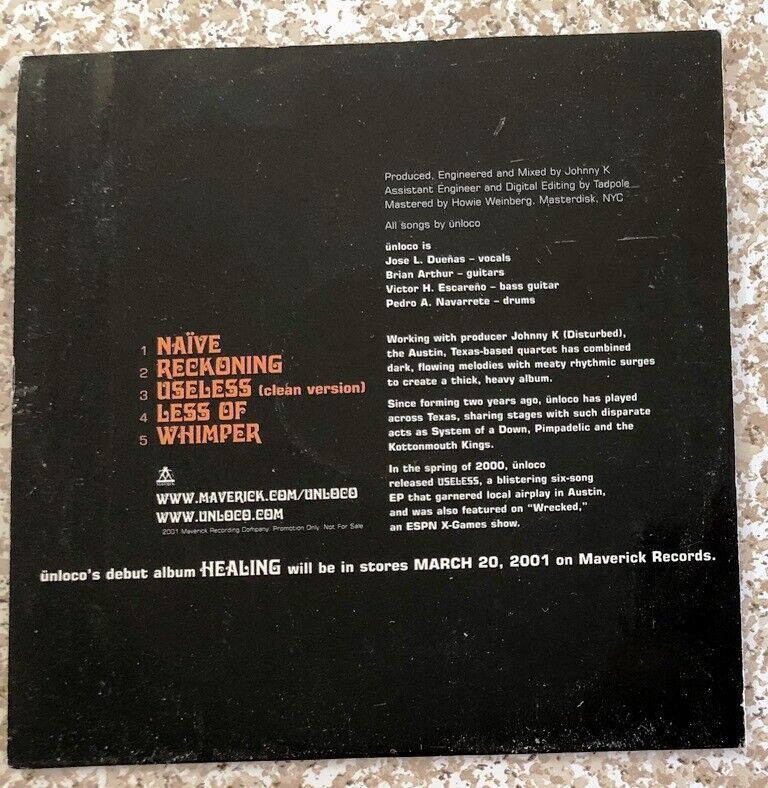 Produced, Engineered and Mixed by Johnny K
Assistant Engineer and Digital Editing by Tadpole
Mastered by Howie Weinberg, Masterdisk, NYC
All songs by ünloco
ünloco is
Jose L. Dueñas – vocals
Brian Arthur – guitars
Victor H. Escareño – bass guitar
Pedro A. Navarrete – drums
1 NAÏVE
2 RECKONING
3 USELESS (clean version)
4 LESS OF
5 WHIMPER
Working with producer Johnny K (Disturbed),
the Austin, Texas-based quartet has combined
dark, flowing melodies with meaty rhythmic surges
to create a thick, heavy album.
Since forming two years ago, ünloco has played
across Texas, sharing stages with such disparate
acts as System of a Down, Pimpadelic and the
Kottonmouth Kings.
In the spring of 2000, ünloco
released USELESS, a blistering six-song
EP that garnered local airplay in Austin,
and was also featured on “Wrecked,”
an ESPN X-Games show.
WWW.MAVERICK.COM/UNLOCO
WWW.UNLOCO.COM
2001 Maverick Recording Company. Promotion Only. Not For Sale
ünloco's debut album HEALING will be in stores MARCH 20, 2001 on Maverick Records.